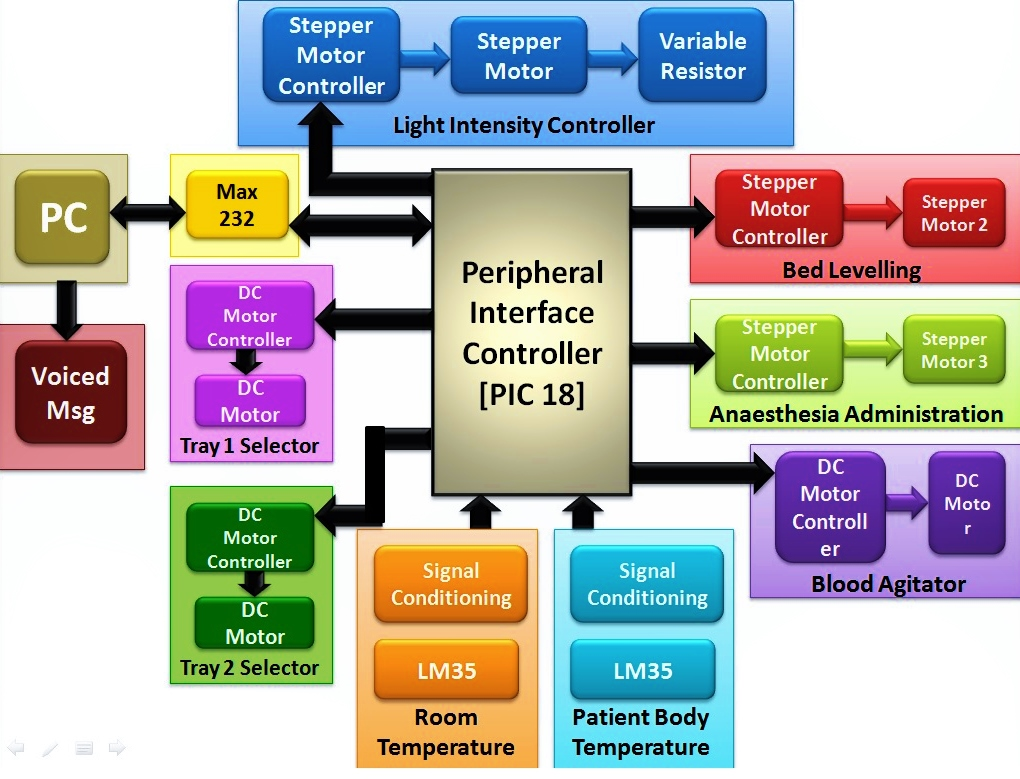 Stepper
Motor
Controller
Stepper
Motor
Variable
Resistor
Light Intensity Controller
PC
Max
232
Voiced
Msg
DC
Motor
Controller
DC
Motor
Tray 1 Selector
DC
Motor
Controller
DC
Motor
Tray 2 Selector
Peripheral
Interface
Controller
[PIC 18]
Stepper
Motor
Controller
Stepper
Motor 2
Bed Levelling
Stepper
Motor
Controller
Stepper
Motor 3
Anaesthesia Administration
DC
Motor
Controll
er
DC
Moto
r
Blood Agitator
Signal
Conditioning
LM35
Room
Temperature
Signal
Conditioning
LM35
Patient Body
Temperature